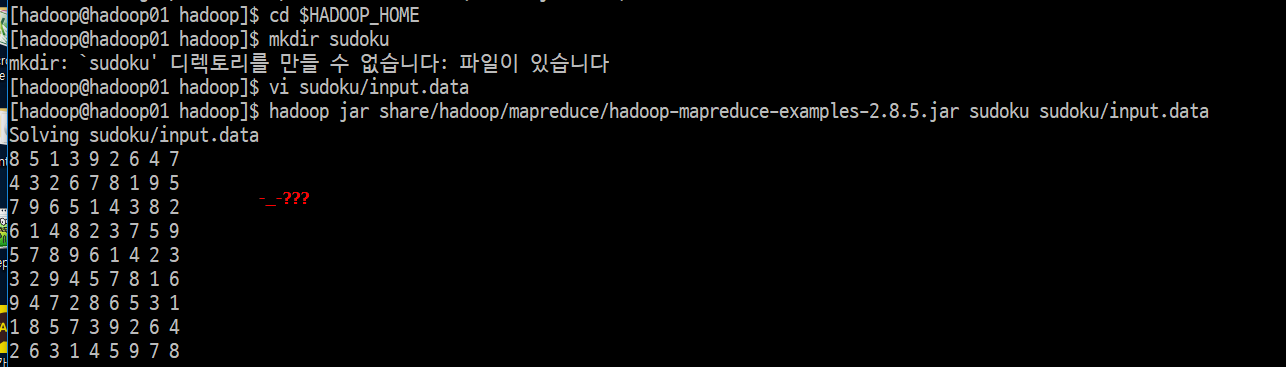 [hadoop@hadoop01 hadoop]$ cd $HADOOP_HOME
[hadoop@hadoop01 hadoop]$ mkdir sudoku
mkdir: `sudoku' 디렉토리를 만들 수 없습니다: 파일이 있습니다
[hadoop@hadoop01 hadoop]$ vi sudoku/input.data
[hadoop@hadoop01 hadoop]$ hadoop jar share/hadoop/mapreduce/hadoop-mapreduce-examples-2.8.5.jar sudoku sudoku/input.data
Solving sudoku/input.data
8 5 1 3 9 2 6 4 7
4 3 2 6 7 8 1 9 5
-_-???
7 9 6 5 1 4 3 8 2
6 1 4 8 2 3 7 5 9
5 7 8 9 6 1 4 2 3
3 2 9 4 5 7 8 1 6
9 4 7 2 8 6 5 3 1
1 8 5 7 3 9 2 6 4
2 6 3 1 4 5 9 7 8